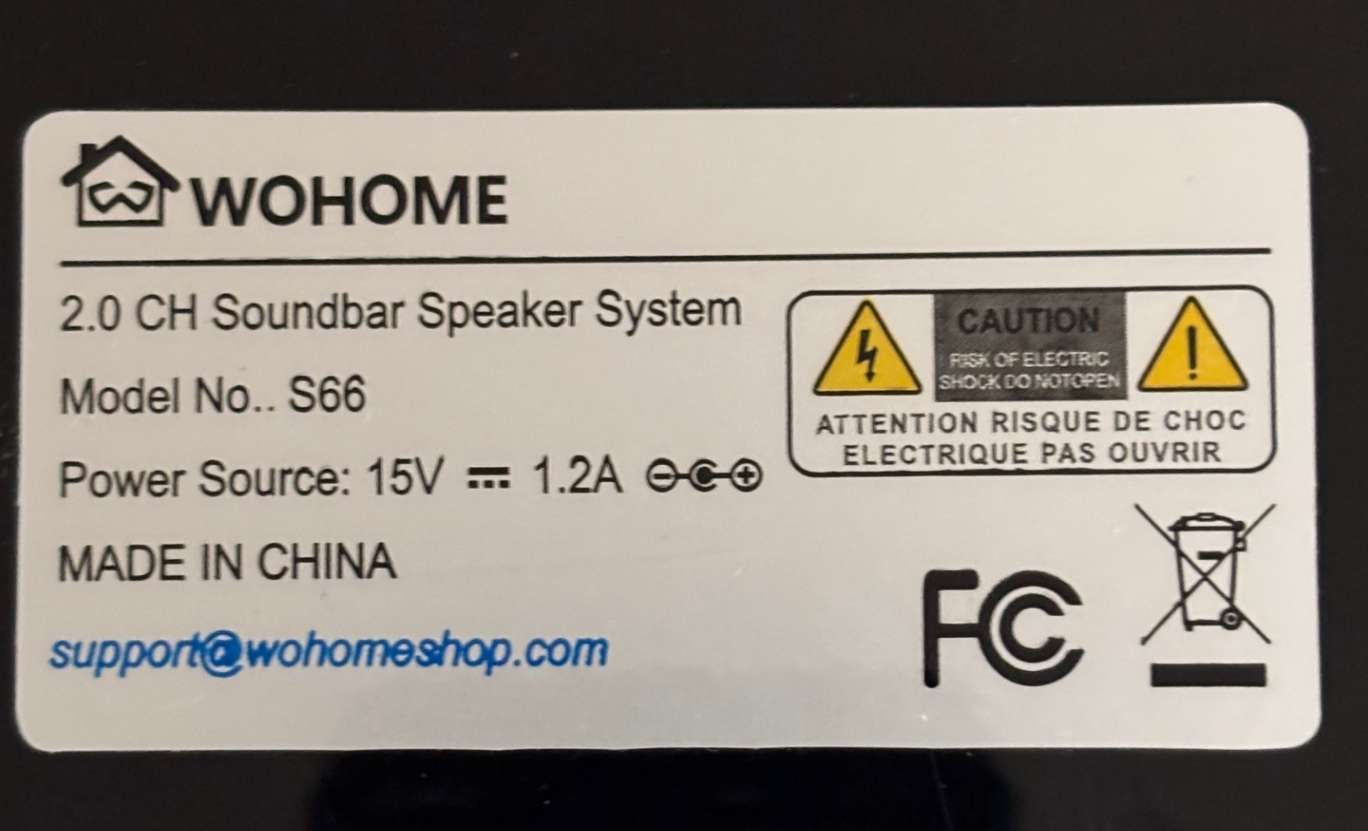 WOHOME
2.0 CH Soundbar Speaker System
Model No.. S66
Power Source: 15V ⎓ 1.2A
MADE IN CHINA
support@wohomeshop.com
CAUTION
RISK OF ELECTRIC
SHOCK DO NOTOPEN
ATTENTION RISQUE DE CHOC
ELECTRIQUE PAS OUVRIR
FC